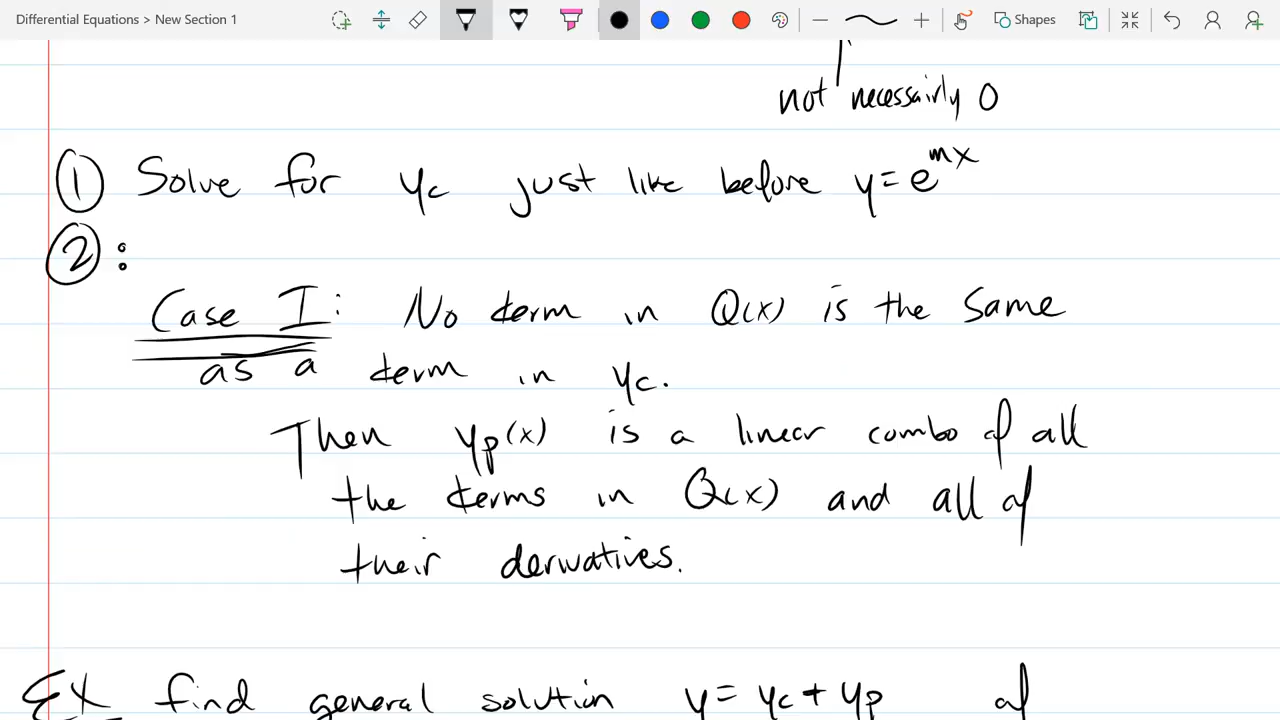 Differential Equations > New Section 1
Shapes
not necessairly 0
① Solve for yc just like before y = e^mx
② :
Case I: No term in Q(x) is the same
as a term in yc.
Then yp(x) is a linear combo of all
the terms in Q(x) and all of
their derivatives.
EX find general solution y = yc + yp of